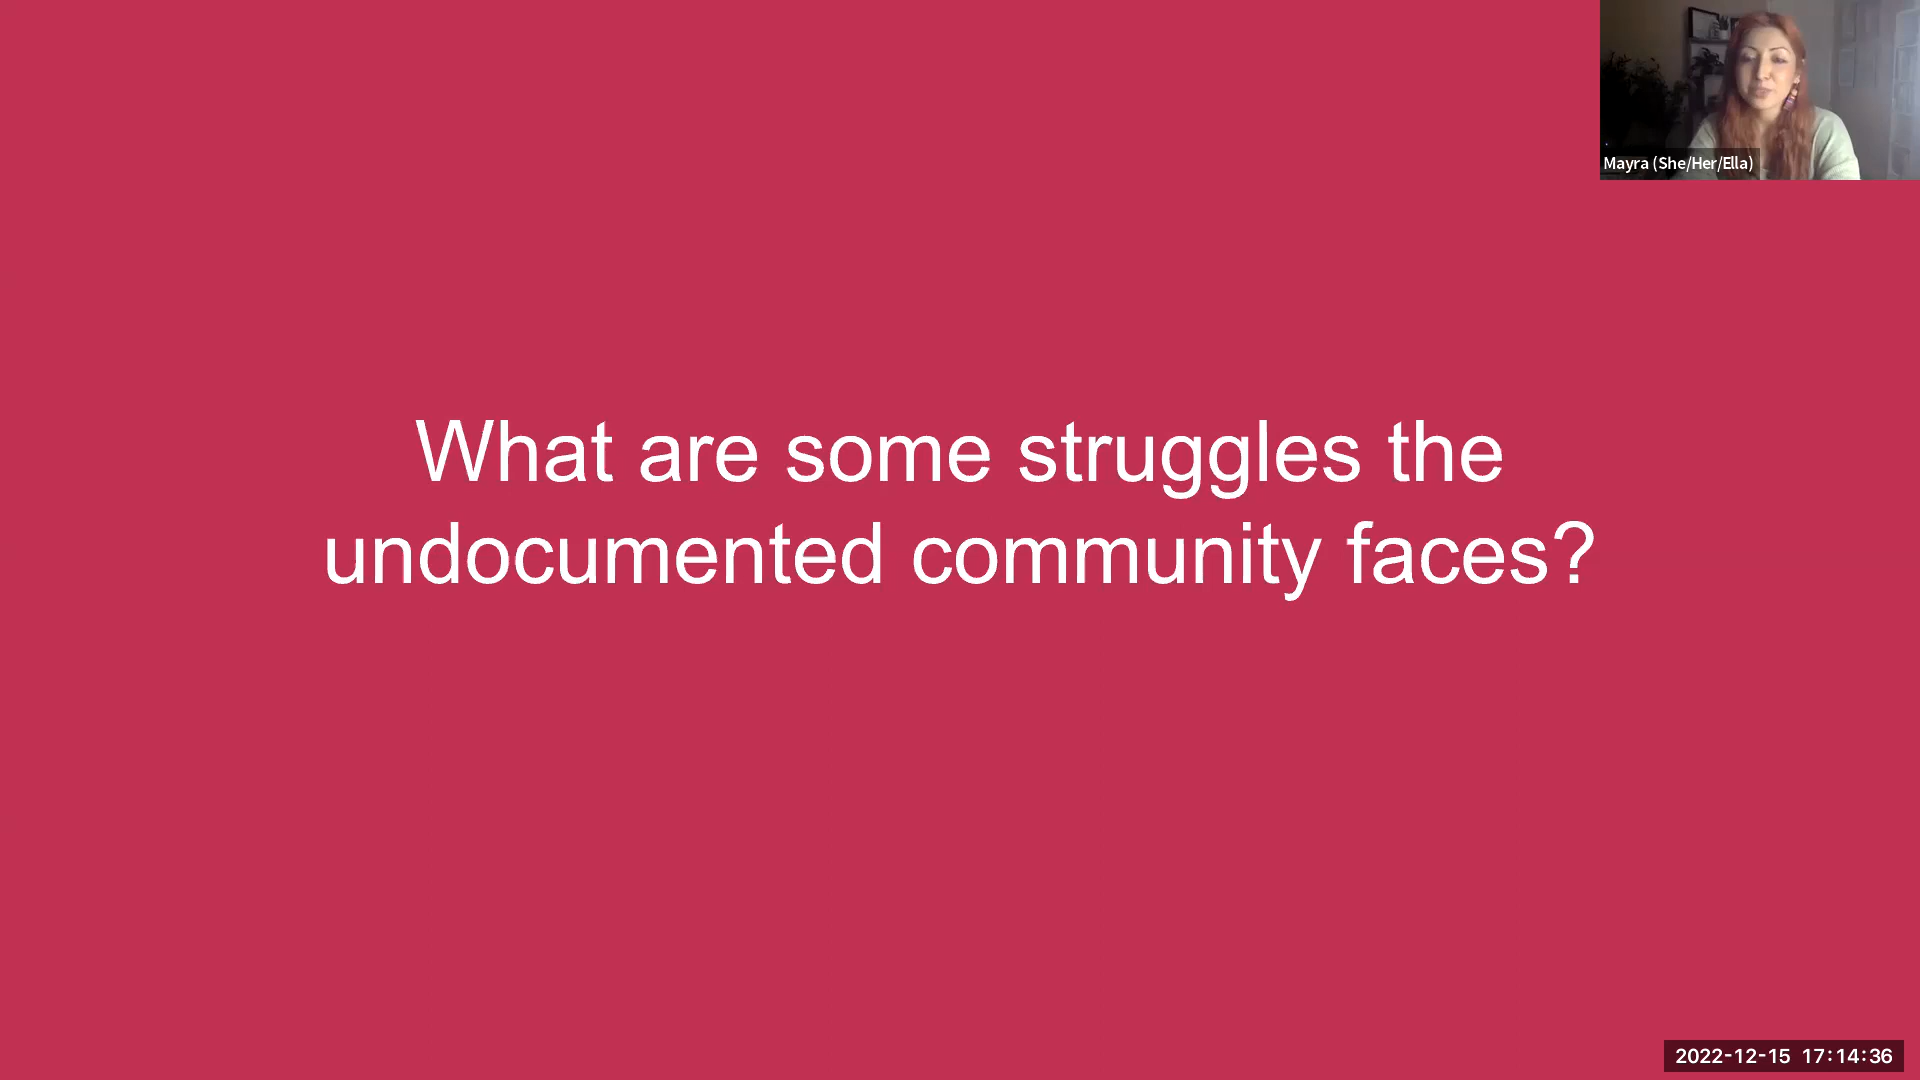 Mayra (She/Her/Ella)
What are some struggles the
undocumented community faces?
2022-12-15 17:14:36